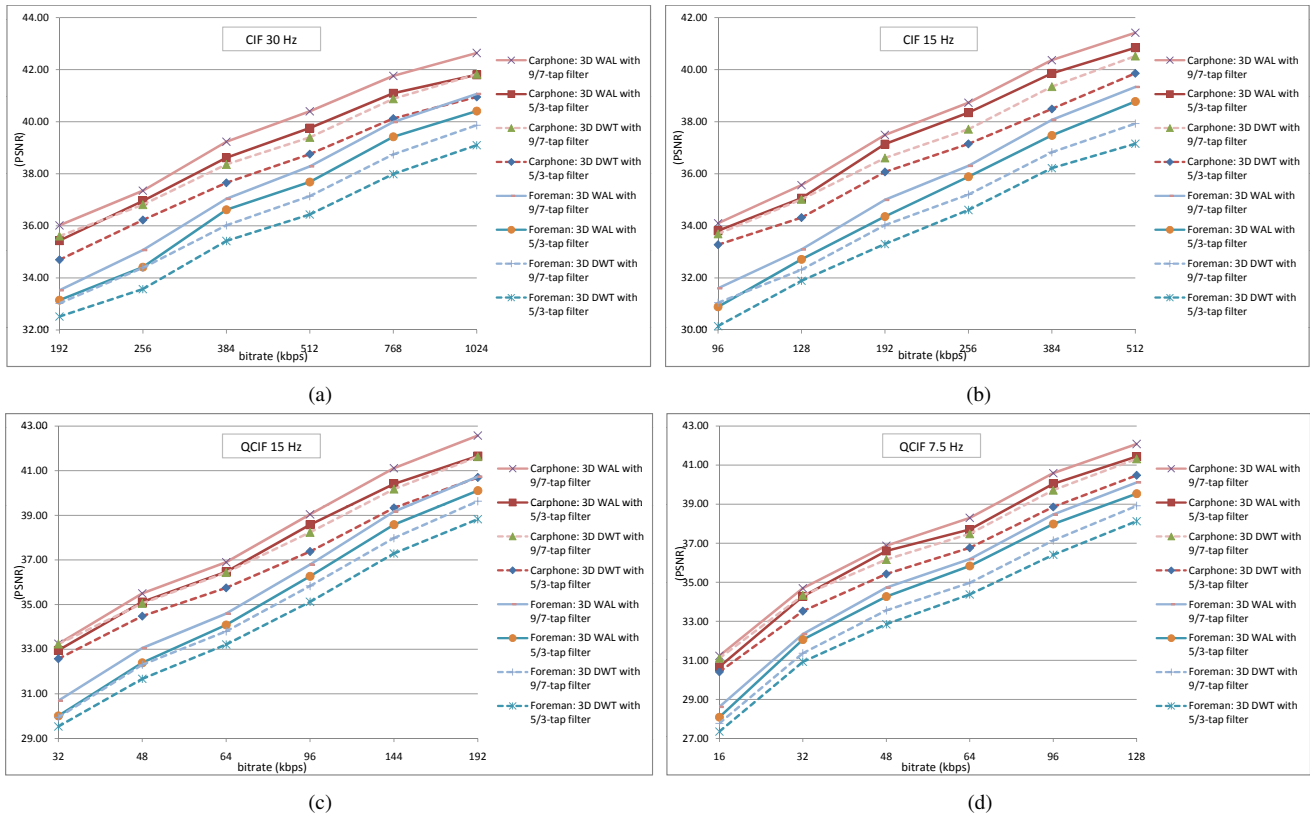 CIF 30 Hz
44.00
42.00
40.00
38.00
36.00
34.00
32.00
(PSNR)
192 256 384 512 768 1024
bitrate (kbps)
Carphone: 3D WAL with
9/7-tap filter
Carphone: 3D WAL with
5/3-tap filter
Carphone: 3D DWT with
9/7-tap filter
Carphone: 3D DWT with
5/3-tap filter
Foreman: 3D WAL with
9/7-tap filter
Foreman: 3D WAL with
5/3-tap filter
Foreman: 3D DWT with
9/7-tap filter
Foreman: 3D DWT with
5/3-tap filter
(a)
CIF 15 Hz
42.00
40.00
38.00
36.00
34.00
32.00
30.00
(PSNR)
96 128 192 256 384 512
bitrate (kbps)
Carphone: 3D WAL with
9/7-tap filter
Carphone: 3D WAL with
5/3-tap filter
Carphone: 3D DWT with
9/7-tap filter
Carphone: 3D DWT with
5/3-tap filter
Foreman: 3D WAL with
9/7-tap filter
Foreman: 3D WAL with
5/3-tap filter
Foreman: 3D DWT with
9/7-tap filter
Foreman: 3D DWT with
5/3-tap filter
(b)
QCIF 15 Hz
43.00
41.00
39.00
37.00
35.00
33.00
31.00
29.00
(PSNR)
32 48 64 96 144 192
bitrate (kbps)
Carphone: 3D WAL with
9/7-tap filter
Carphone: 3D WAL with
5/3-tap filter
Carphone: 3D DWT with
9/7-tap filter
Carphone: 3D DWT with
5/3-tap filter
Foreman: 3D WAL with
9/7-tap filter
Foreman: 3D WAL with
5/3-tap filter
Foreman: 3D DWT with
9/7-tap filter
Foreman: 3D DWT with
5/3-tap filter
(c)
QCIF 7.5 Hz
43.00
41.00
39.00
37.00
35.00
33.00
31.00
29.00
27.00
(PSNR)
16 32 48 64 96 128
bitrate (kbps)
Carphone: 3D WAL with
9/7-tap filter
Carphone: 3D WAL with
5/3-tap filter
Carphone: 3D DWT with
9/7-tap filter
Carphone: 3D DWT with
5/3-tap filter
Foreman: 3D WAL with
9/7-tap filter
Foreman: 3D WAL with
5/3-tap filter
Foreman: 3D DWT with
9/7-tap filter
Foreman: 3D DWT with
5/3-tap filter
(d)